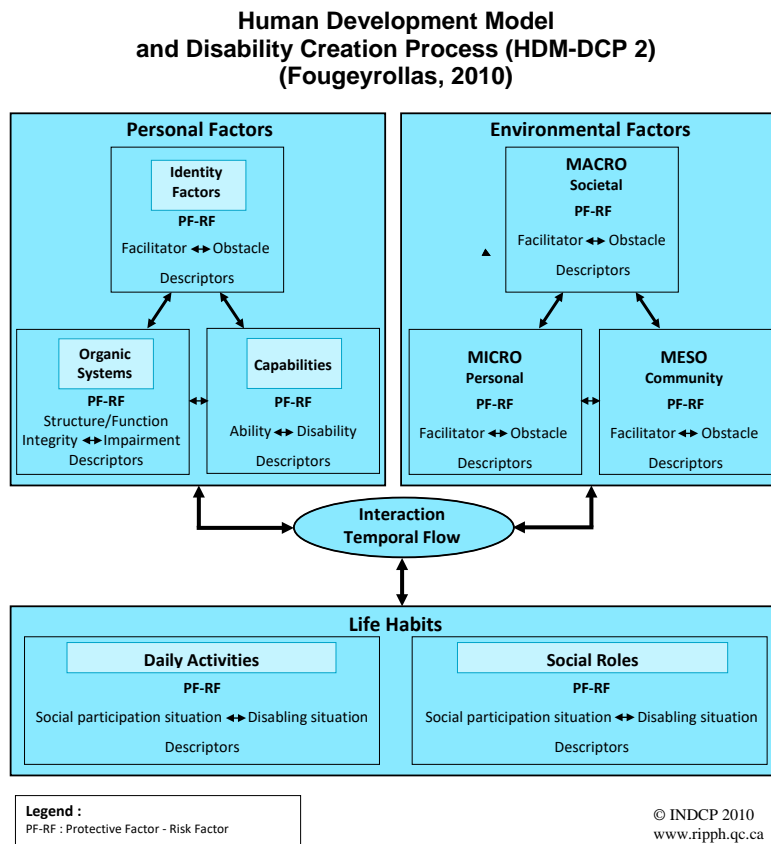 Human Development Model
and Disability Creation Process (HDM-DCP 2)
(Fougeyrollas, 2010)
Personal Factors
Identity
Factors
PF-RF
Facilitator ↔ Obstacle
Descriptors
Organic
Systems
PF-RF
Structure/Function
Integrity ↔ Impairment
Descriptors
Capabilities
PF-RF
Ability ↔ Disability
Descriptors
Environmental Factors
MACRO
Societal
PF-RF
Facilitator ↔ Obstacle
Descriptors
MICRO
Personal
PF-RF
Facilitator ↔ Obstacle
Descriptors
MESO
Community
PF-RF
Facilitator ↔ Obstacle
Descriptors
Interaction
Temporal Flow
Life Habits
Daily Activities
PF-RF
Social participation situation ↔ Disabling situation
Descriptors
Social Roles
PF-RF
Social participation situation ↔ Disabling situation
Descriptors
Legend :
PF-RF : Protective Factor - Risk Factor
© INDCP 2010
www.ripph.qc.ca